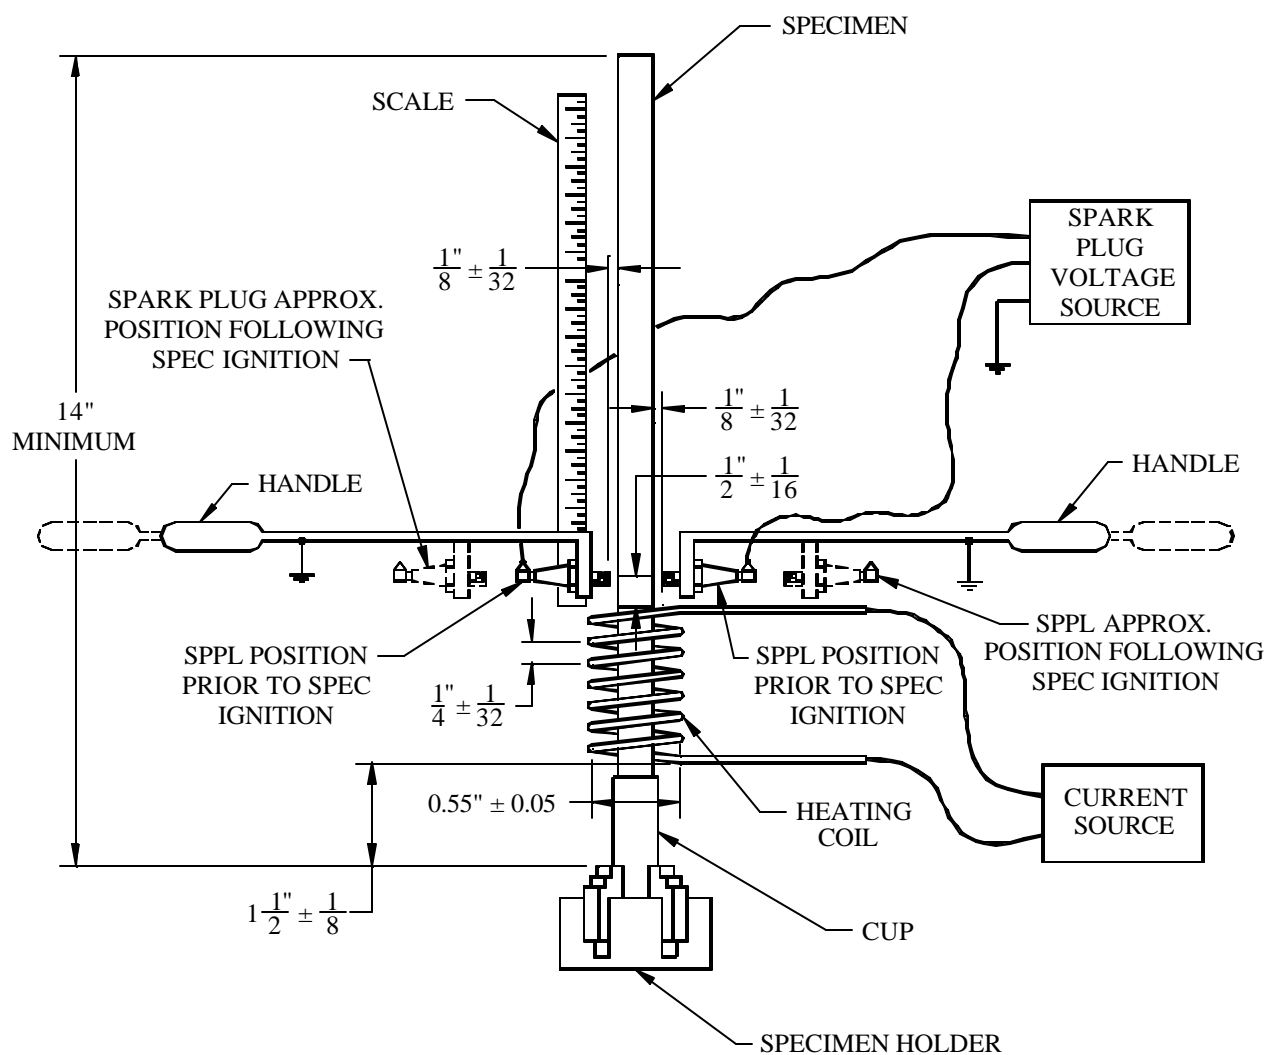 SPECIMEN
SCALE
SPARK
PLUG
VOLTAGE
SOURCE
1" / 8 ± 1 / 32
SPARK PLUG APPROX.
POSITION FOLLOWING
SPEC IGNITION
14"
MINIMUM
1" / 8 ± 1 / 32
1" / 2 ± 1 / 16
HANDLE
HANDLE
SPPL POSITION
PRIOR TO SPEC
IGNITION
1" / 4 ± 1 / 32
SPPL POSITION
PRIOR TO SPEC
IGNITION
SPPL APPROX.
POSITION FOLLOWING
SPEC IGNITION
0.55" ± 0.05
HEATING
COIL
CURRENT
SOURCE
1 1" / 2 ± 1 / 8
CUP
SPECIMEN HOLDER